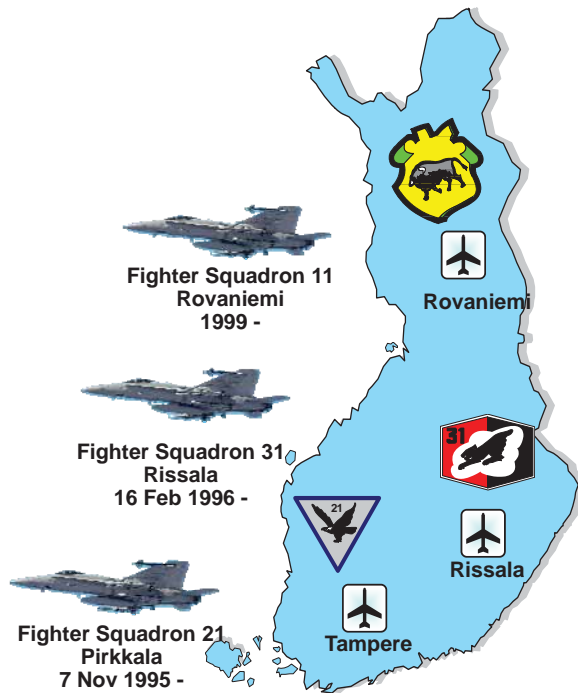 Fighter Squadron 11
Rovaniemi
1999 -
Rovaniemi
Fighter Squadron 31
Rissala
16 Feb 1996 -
31
21
Rissala
Tampere
Fighter Squadron 21
Pirkkala
7 Nov 1995 -